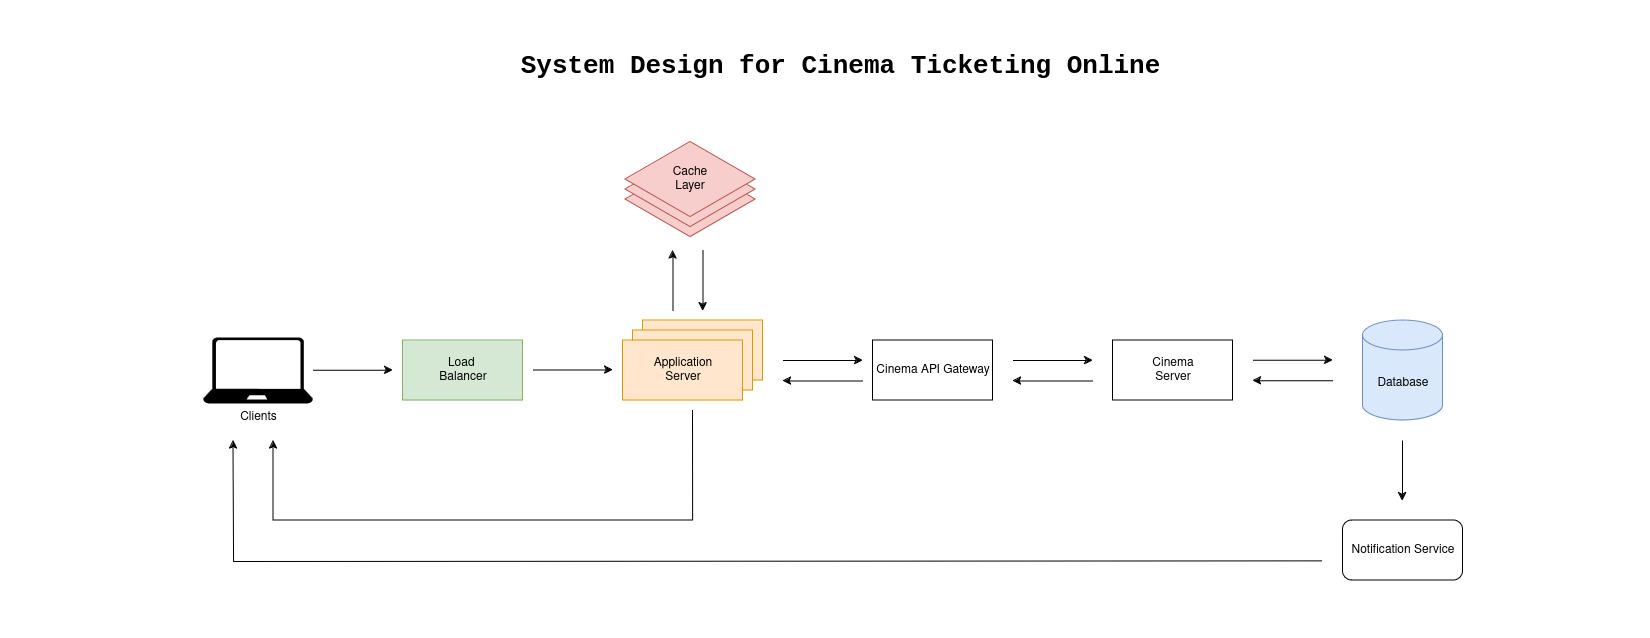 System Design for Cinema Ticketing Online
Cache
Layer
Load
Balancer
Application
Server
Cinema API Gateway
Cinema
Server
Database
Clients
Notification Service